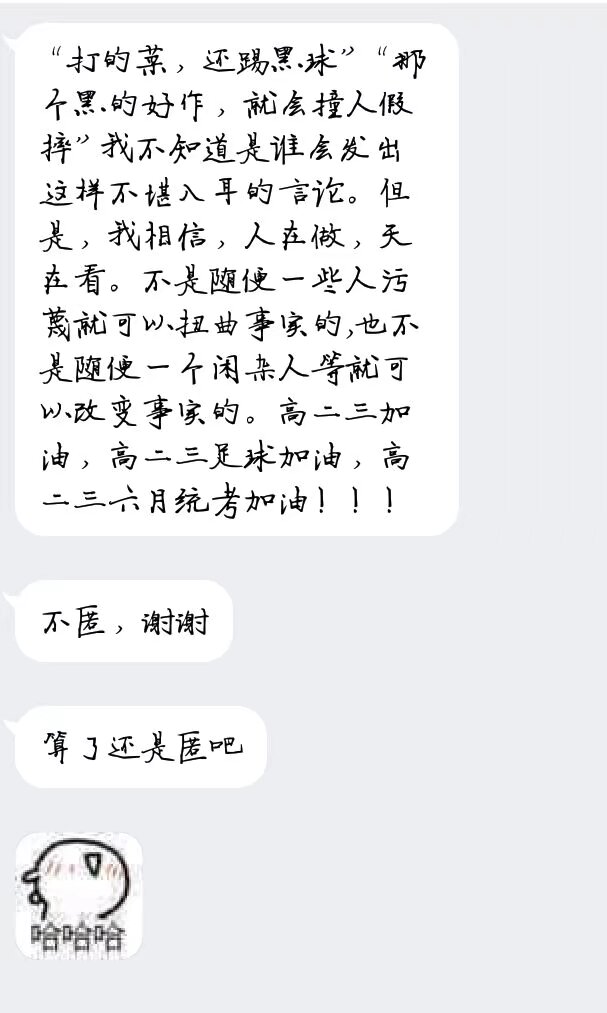 “打的菜，还踢黑球”“那
个黑的好作，就会撞人假
摔”我不知道是谁会发出
这样不堪入耳的言论。但
是，我相信，人在做，天
在看。不是随便一些人污
蔑就可以扭曲事实的,也不
是随便一个闲杂人等就可
以改变事实的。高二三加
油，高二三足球加油，高
二三六月统考加油！！！
不匿，谢谢
算了还是匿吧
哈哈哈